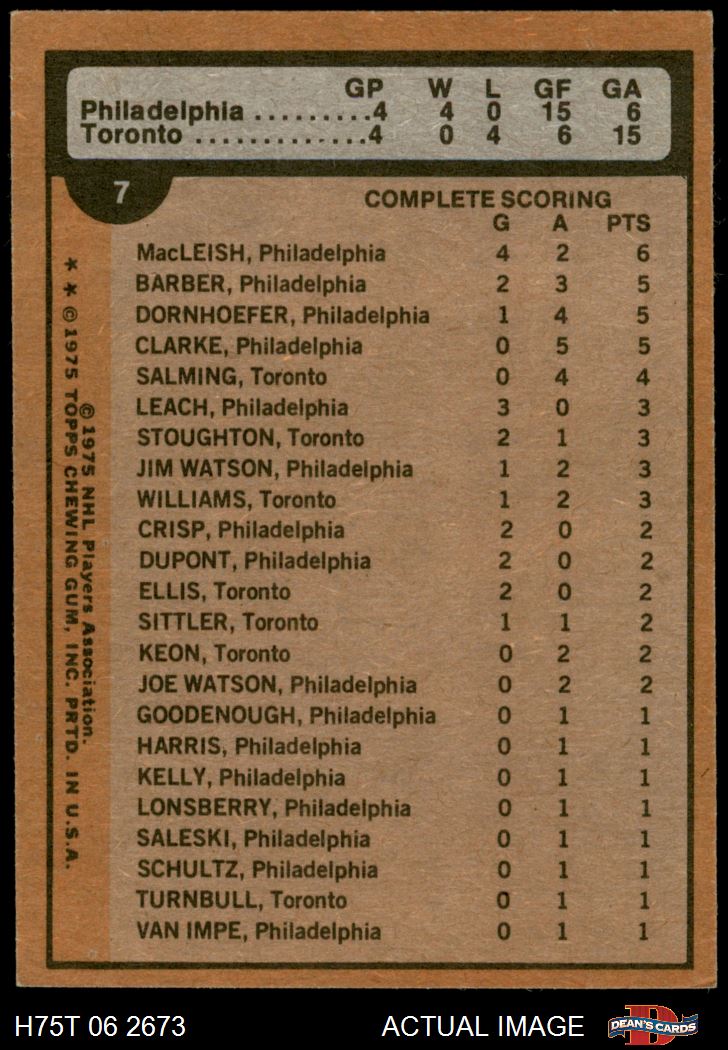 GP W L GF GA
Philadelphia .........4 4 0 15 6
Toronto .............4 0 4 6 15
7
COMPLETE SCORING
G A PTS
MacLEISH, Philadelphia 4 2 6
BARBER, Philadelphia 2 3 5
DORNHOEFER, Philadelphia 1 4 5
CLARKE, Philadelphia 0 5 5
SALMING, Toronto 0 4 4
LEACH, Philadelphia 3 0 3
STOUGHTON, Toronto 2 1 3
JIM WATSON, Philadelphia 1 2 3
WILLIAMS, Toronto 1 2 3
CRISP, Philadelphia 2 0 2
DUPONT, Philadelphia 2 0 2
ELLIS, Toronto 2 0 2
SITTLER, Toronto 1 1 2
KEON, Toronto 0 2 2
JOE WATSON, Philadelphia 0 2 2
GOODENOUGH, Philadelphia 0 1 1
HARRIS, Philadelphia 0 1 1
KELLY, Philadelphia 0 1 1
LONSBERRY, Philadelphia 0 1 1
SALESKI, Philadelphia 0 1 1
SCHULTZ, Philadelphia 0 1 1
TURNBULL, Toronto 0 1 1
VAN IMPE, Philadelphia 0 1 1
©1975 NHL Players Association.
* * ©1975 TOPPS CHEWING GUM, INC. PRTD. IN U.S.A.
H75T 06 2673 ACTUAL IMAGE
D
DEAN'S CARDS